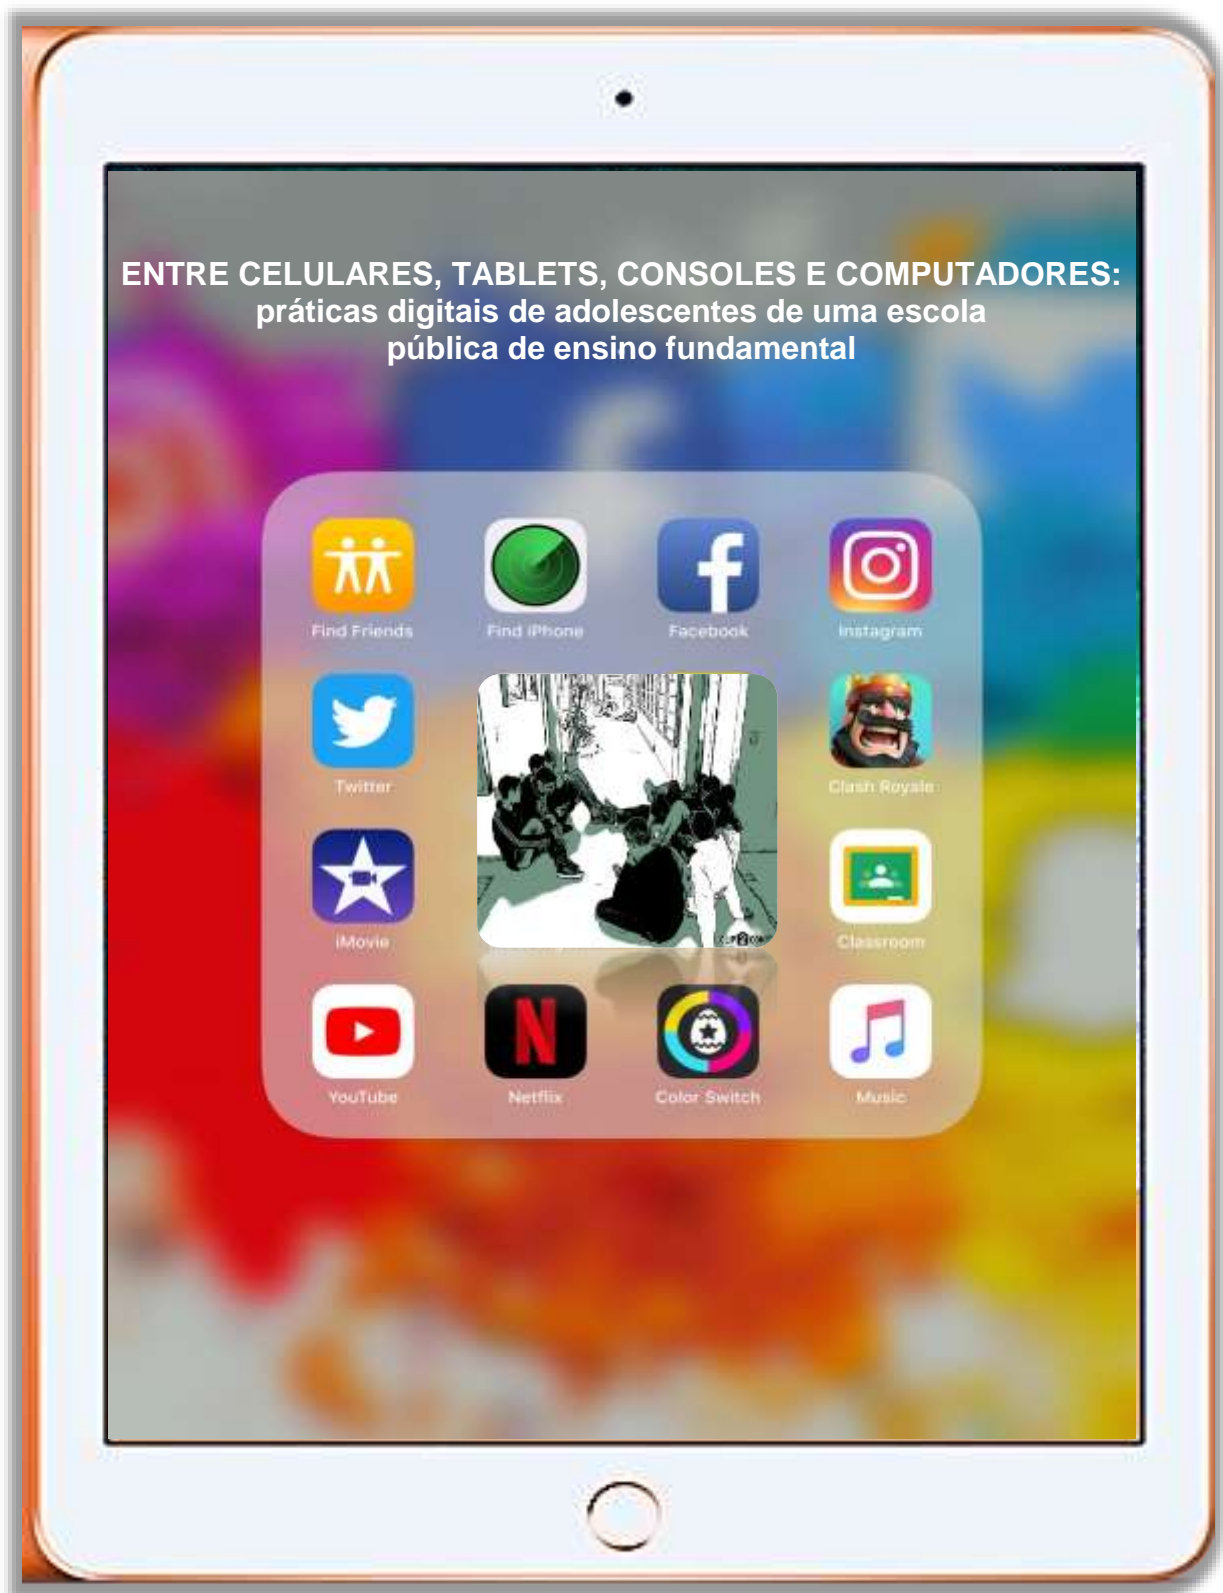 ENTRE CELULARES, TABLETS, CONSOLES E COMPUTADORES:
práticas digitais de adolescentes de uma escola
pública de ensino fundamental
Find Friends
Find iPhone
Facebook
Instagram
Twitter
Clash Royale
iMovie
Classroom
YouTube
Netflix
Color Switch
Music